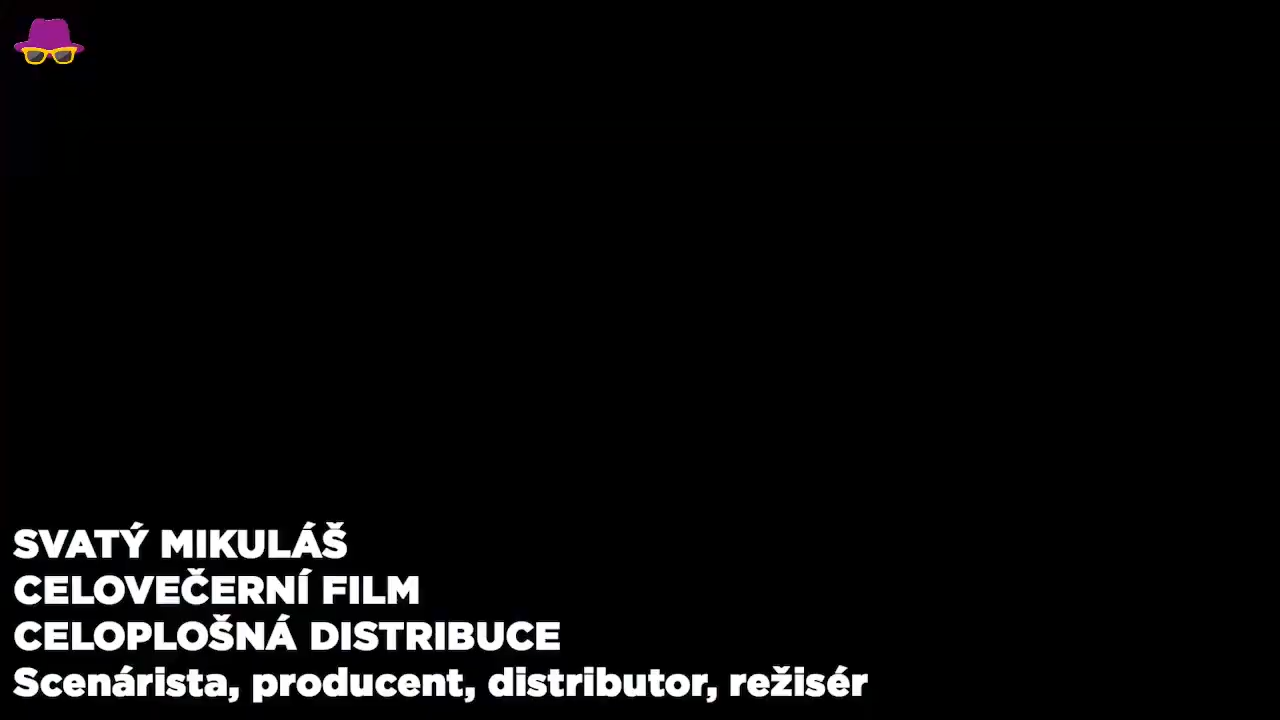 SVATÝ MIKULÁŠ
CELOVEČERNÍ FILM
CELOPLOŠNÁ DISTRIBUCE
Scenárista, producent, distributor, režisér